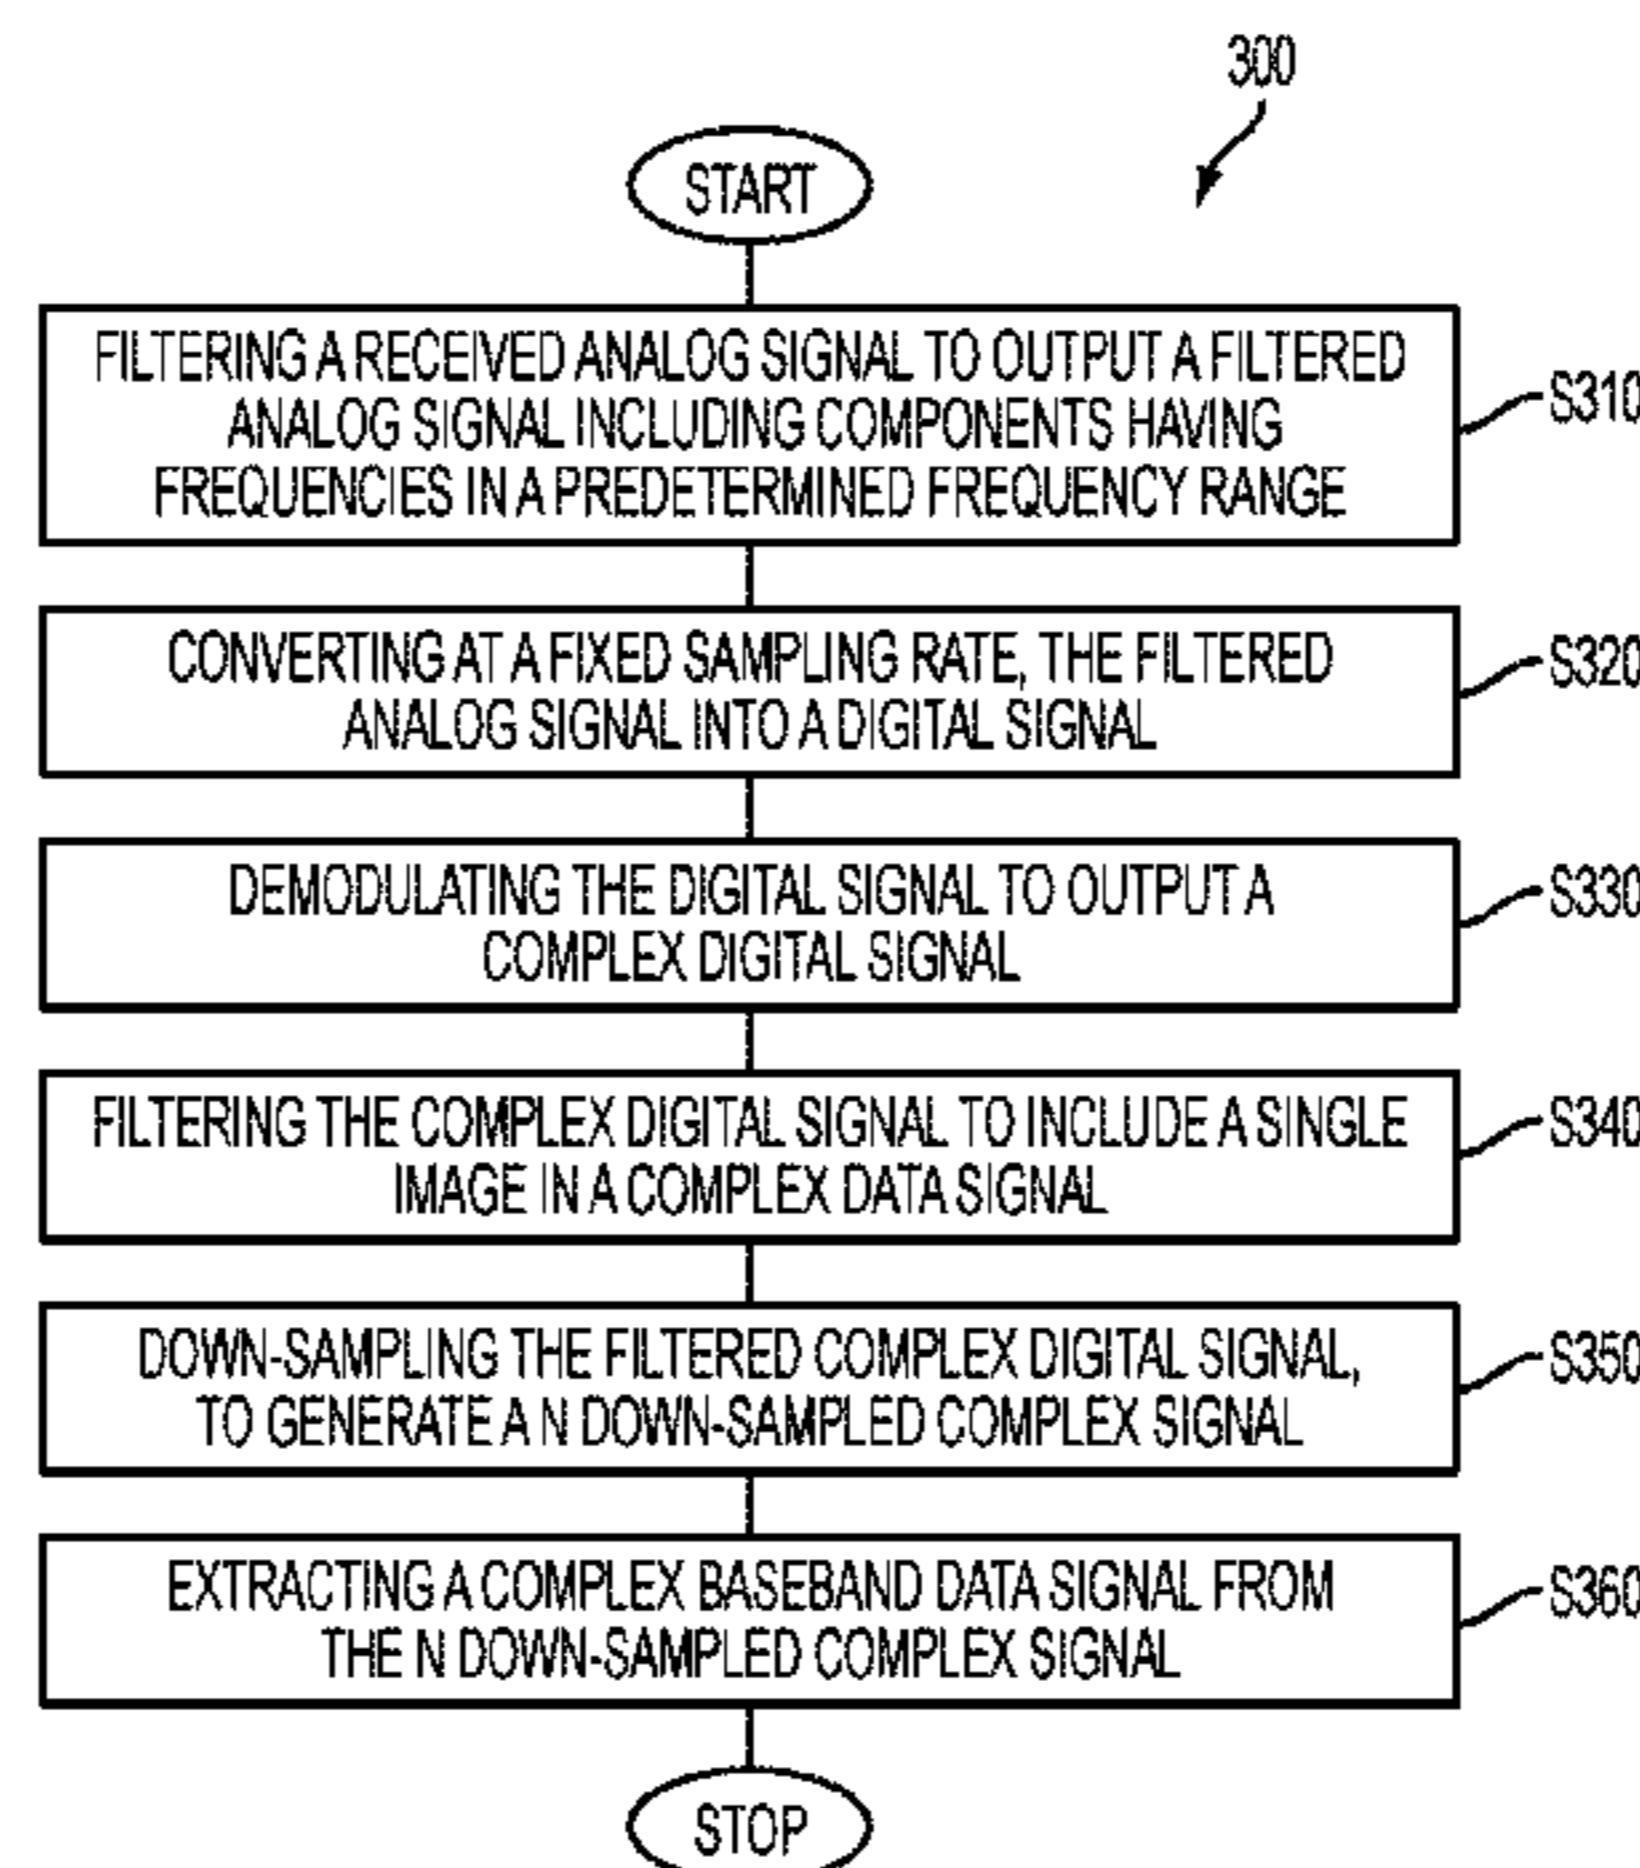 300
START
FILTERING A RECEIVED ANALOG SIGNAL TO OUTPUT A FILTERED
ANALOG SIGNAL INCLUDING COMPONENTS HAVING
FREQUENCIES IN A PREDETERMINED FREQUENCY RANGE
S310
CONVERTING AT A FIXED SAMPLING RATE, THE FILTERED
ANALOG SIGNAL INTO A DIGITAL SIGNAL
S320
DEMODULATING THE DIGITAL SIGNAL TO OUTPUT A
COMPLEX DIGITAL SIGNAL
S330
FILTERING THE COMPLEX DIGITAL SIGNAL TO INCLUDE A SINGLE
IMAGE IN A COMPLEX DATA SIGNAL
S340
DOWN-SAMPLING THE FILTERED COMPLEX DIGITAL SIGNAL,
TO GENERATE A N DOWN-SAMPLED COMPLEX SIGNAL
S350
EXTRACTING A COMPLEX BASEBAND DATA SIGNAL FROM
THE N DOWN-SAMPLED COMPLEX SIGNAL
S360
STOP